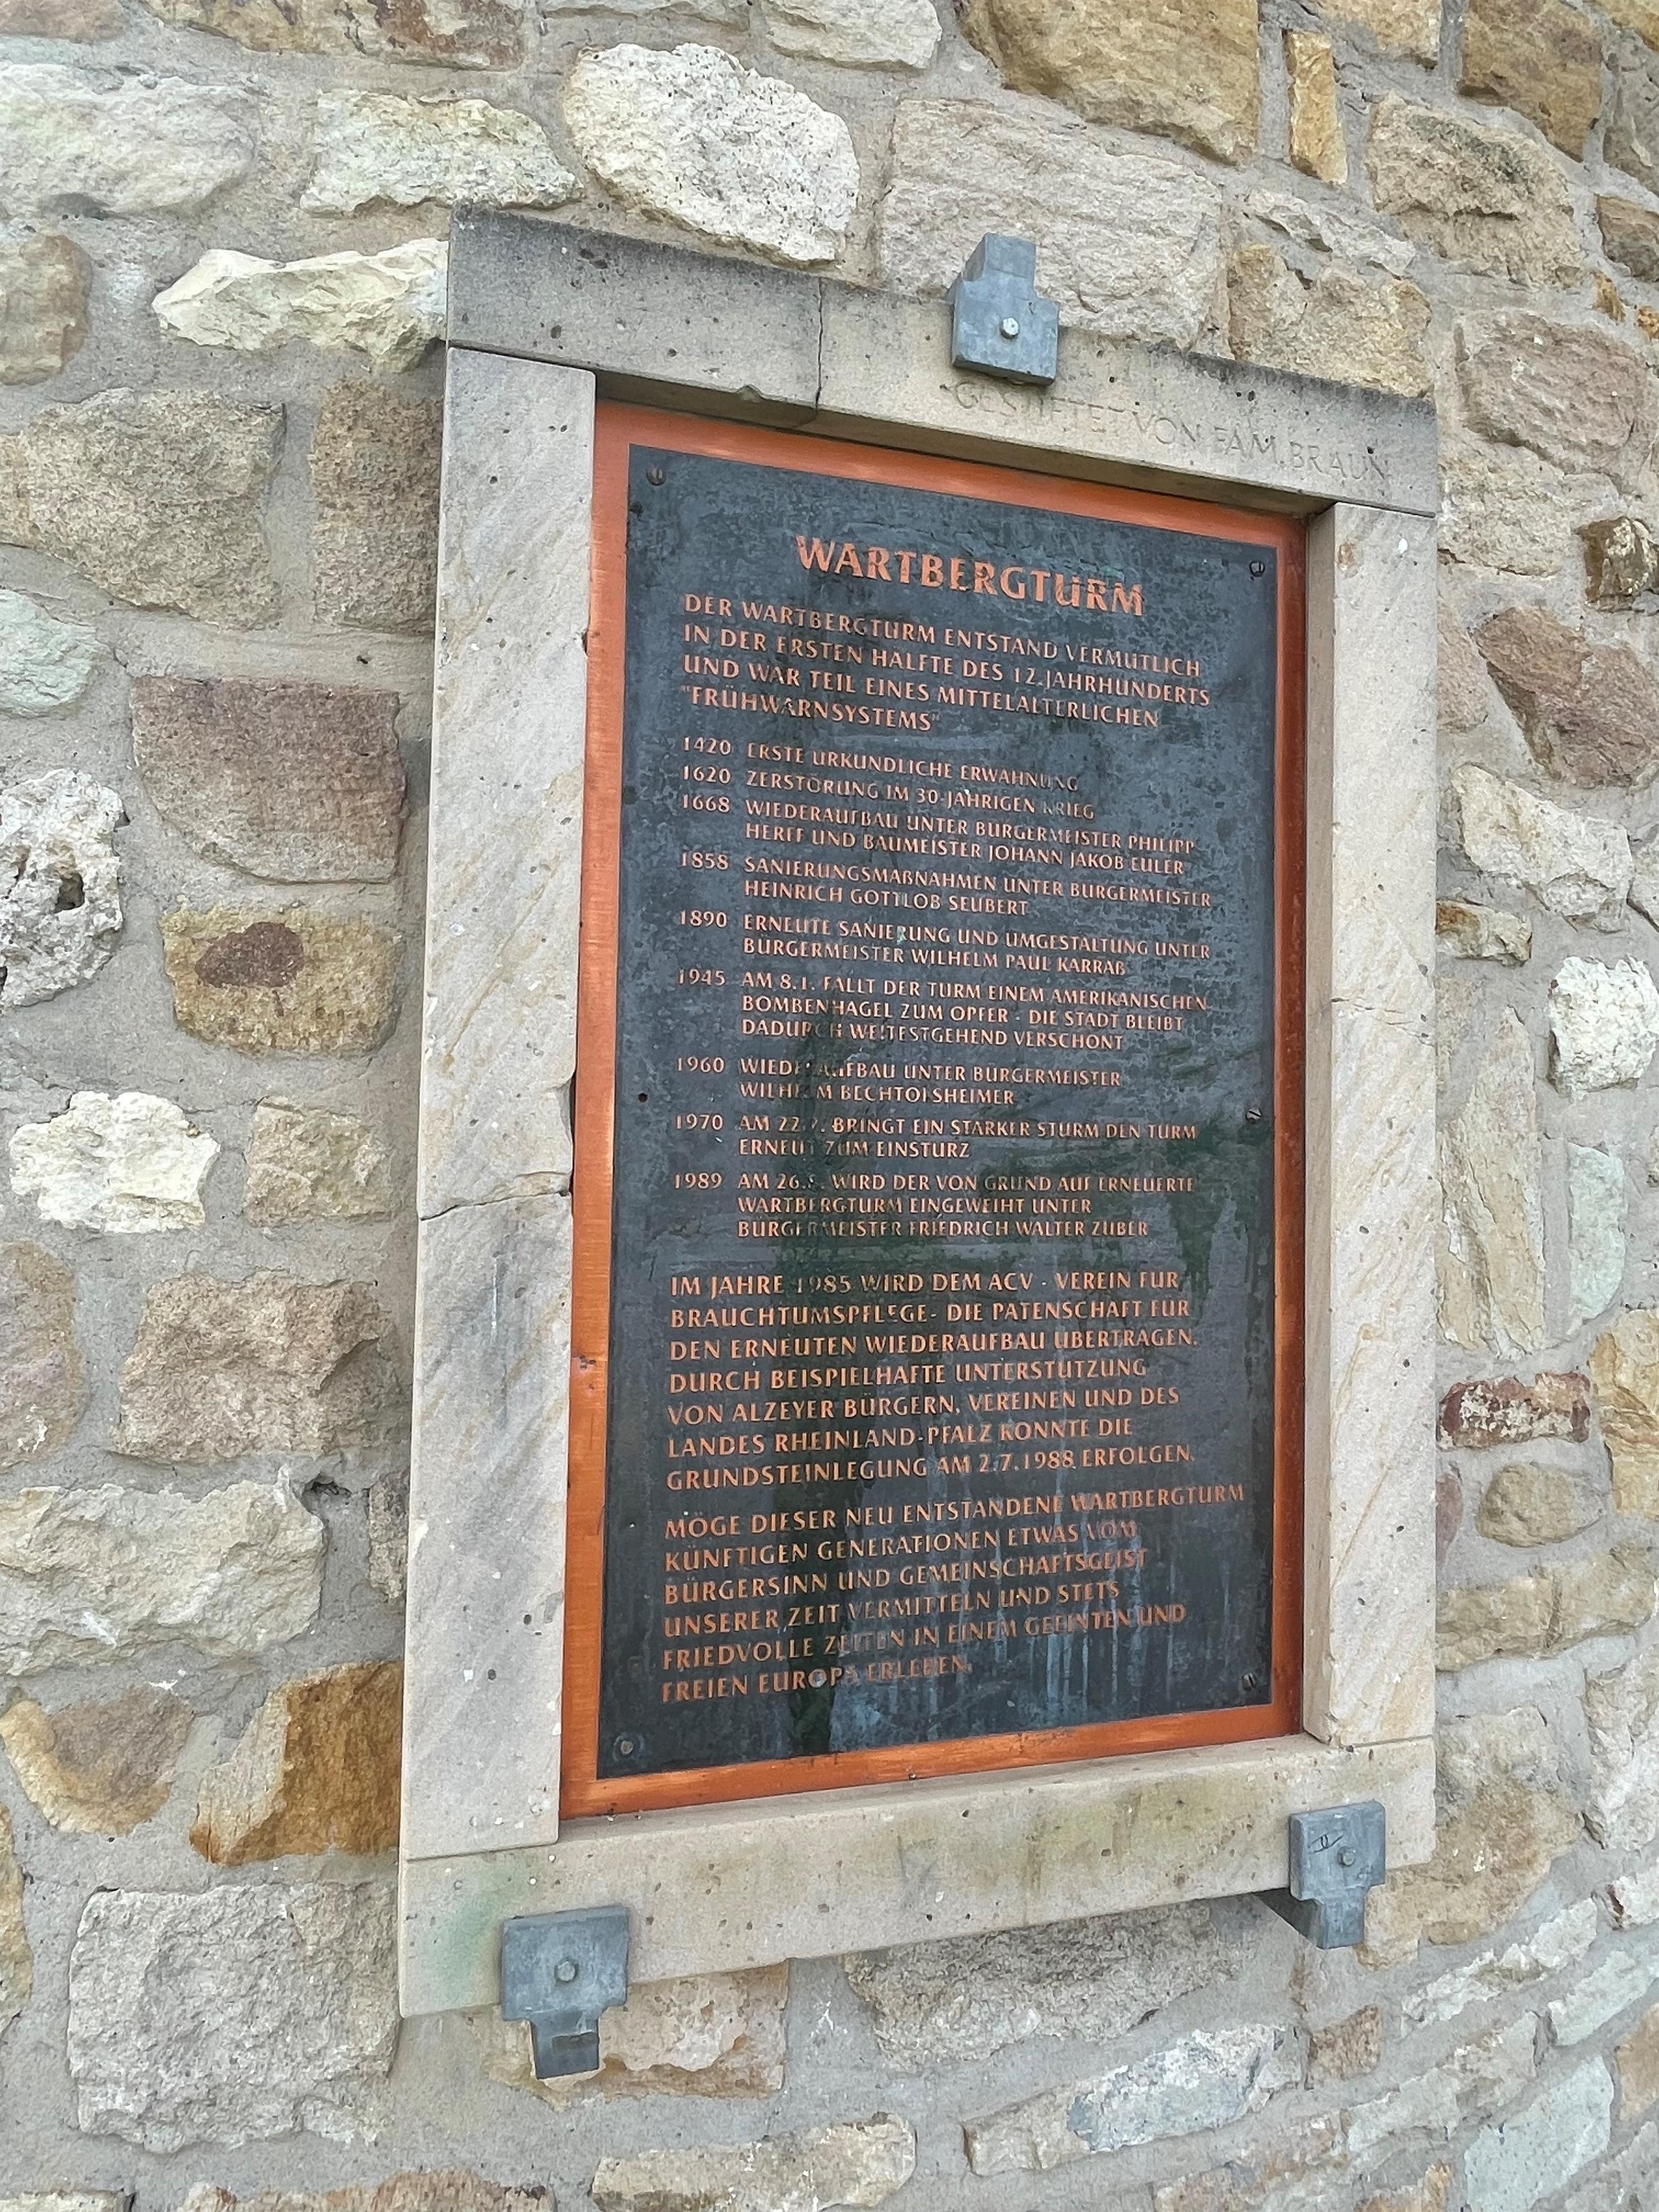 GESTIFTET VON FAM. BRAUN
WARTBERGTURM
DER WARTBERGTURM ENTSTAND VERMUTLICH
IN DER ERSTEN HÄLFTE DES 12. JAHRHUNDERTS
UND WAR TEIL EINES MITTELALTERLICHEN
"FRÜHWARNSYSTEMS"
1420 ERSTE URKUNDLICHE ERWÄHNUNG
1620 ZERSTÖRUNG IM 30-JÄHRIGEN KRIEG
1668 WIEDERAUFBAU UNTER BÜRGERMEISTER PHILIPP
HERFF UND BAUMEISTER JOHANN JAKOB EULER
1858 SANIERUNGSMAßNAHMEN UNTER BÜRGERMEISTER
HEINRICH GOTTLOB SEUBERT
1890 ERNEUTE SANIERUNG UND UMGESTALTUNG UNTER
BÜRGERMEISTER WILHELM PAUL KARRAß
1945 AM 8.1. FÄLLT DER TURM EINEM AMERIKANISCHEN
BOMBENHAGEL ZUM OPFER - DIE STADT BLEIBT
DADURCH WEITESTGEHEND VERSCHONT
1960 WIEDERAUFBAU UNTER BÜRGERMEISTER
WILHELM BECHTOLSHEIMER
1970 AM BRINGT EIN STARKER STURM DEN TURM
ERNEUT ZUM EINSTURZ
1989 AM WIRD DER VON GRUND AUF ERNEUERTE
WARTBERGTURM EINGEWEIHT UNTER
BÜRGERMEISTER FRIEDRICH WALTER ZUBER
IM JAHRE 1985 WIRD DEM ACV - VEREIN FÜR
BRAUCHTUMSPFLEGE - DIE PATENSCHAFT FÜR
DEN ERNEUTEN WIEDERAUFBAU ÜBERTRAGEN.
DURCH BEISPIELHAFTE UNTERSTÜTZUNG
VON ALZEYER BÜRGERN, VEREINEN UND DES
LANDES RHEINLAND-PFALZ KONNTE DIE
GRUNDSTEINLEGUNG AM 2.7.1988 ERFOLGEN.
MÖGE DIESER NEU ENTSTANDENE WARTBERGTURM
KÜNFTIGEN GENERATIONEN ETWAS VOM
BÜRGERSINN UND GEMEINSCHAFTSGEIST
UNSERER ZEIT VERMITTELN UND STETS
FRIEDVOLLE ZEITEN IN EINEM GEEINTEN UND
FREIEN EUROPA ERLEBEN.